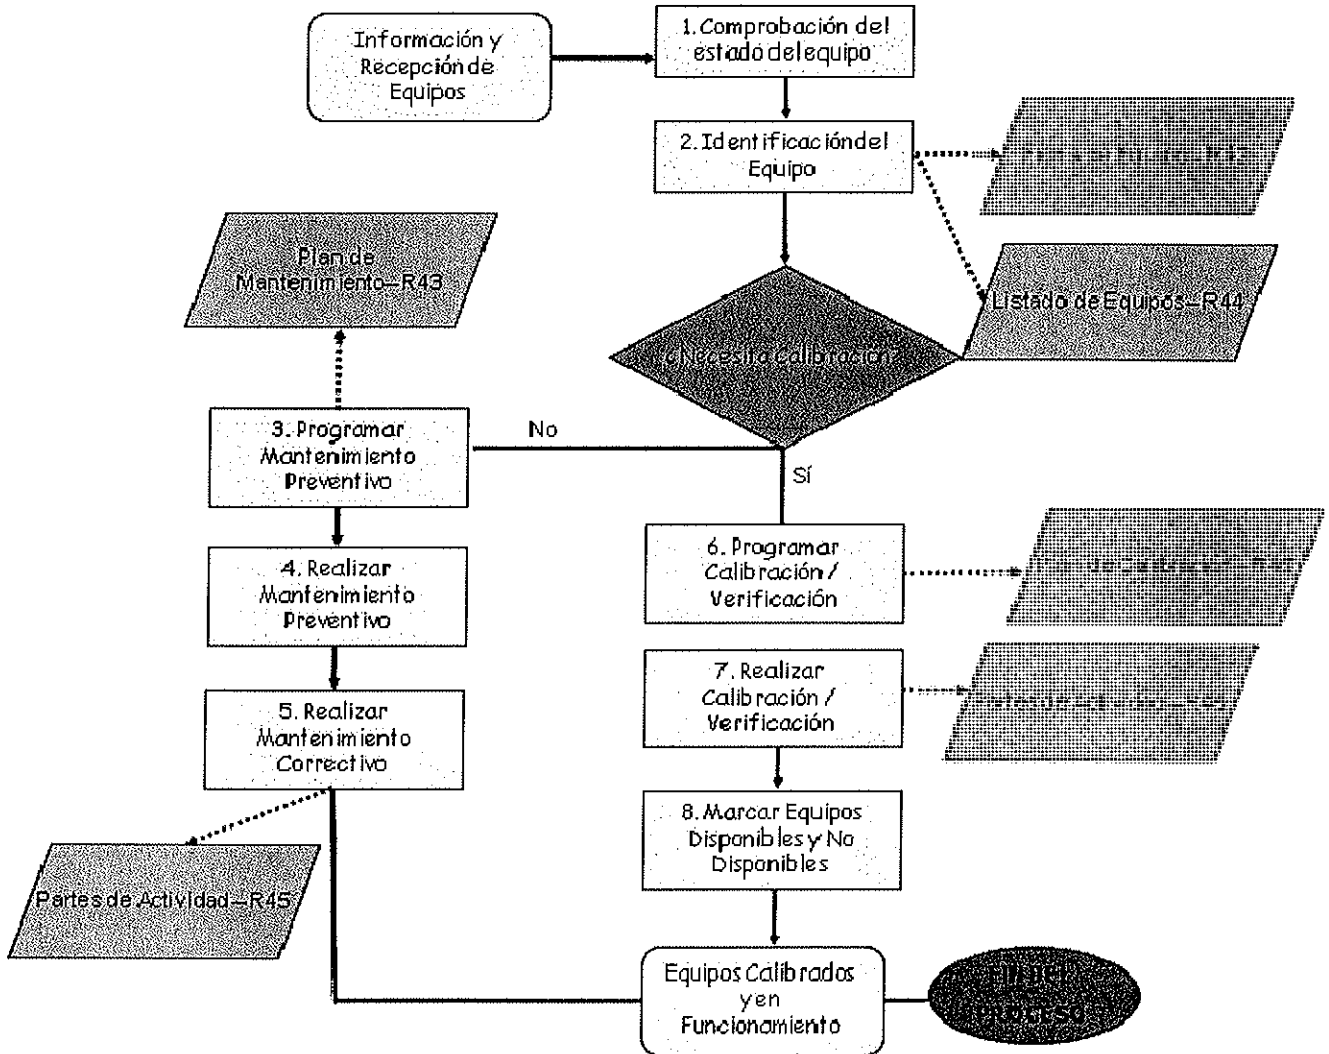 Información y
Recepción de
Equipos
1. Comprobación del
estado del equipo
2. Identificación del
Equipo
Plan de
Mantenimiento–R43
Listado de Equipos–R44
¿Necesita Calibración?
No
Sí
3. Programar
Mantenimiento
Preventivo
4. Realizar
Mantenimiento
Preventivo
5. Realizar
Mantenimiento
Correctivo
Partes de Actividad–R45
6. Programar
Calibración /
Verificación
7. Realizar
Calibración /
Verificación
8. Marcar Equipos
Disponibles y No
Disponibles
Equipos Calibrados
y en
Funcionamiento
PROCESO